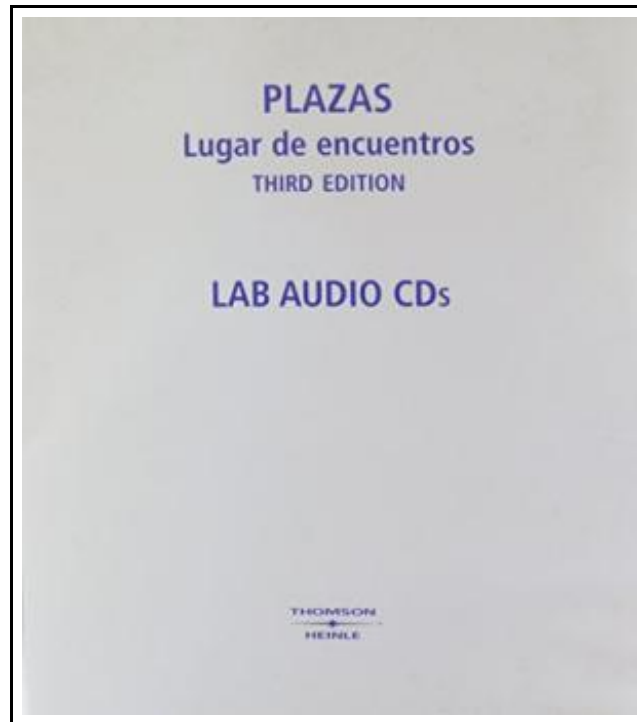 PLAZAS
Lugar de encuentros
THIRD EDITION
LAB AUDIO CDs
THOMSON
HEINLE